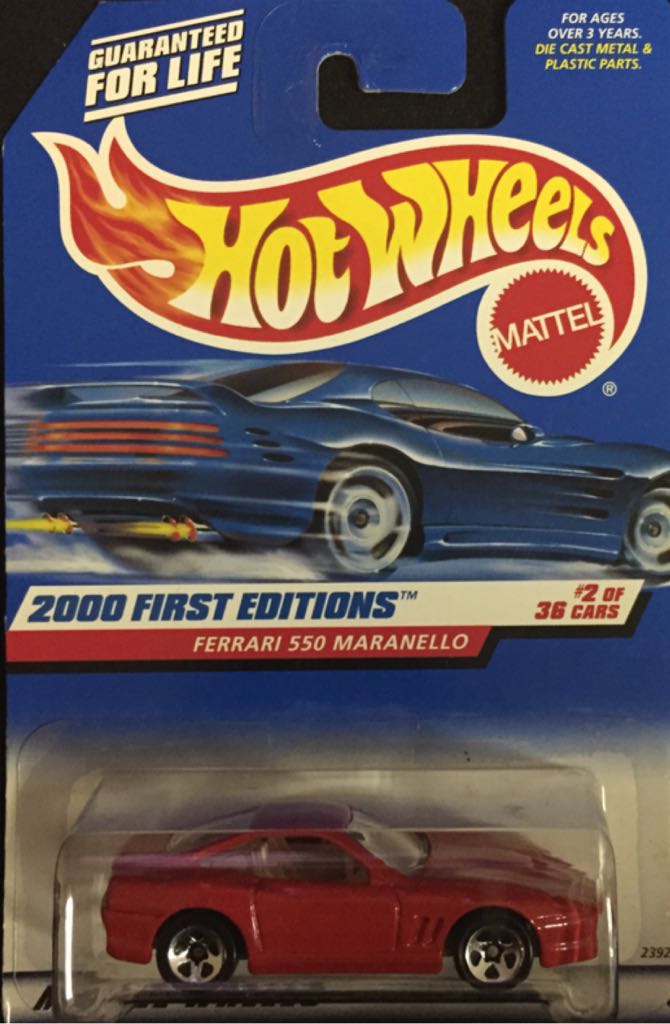 GUARANTEED
FOR LIFE
FOR AGES
OVER 3 YEARS.
DIE CAST METAL &
PLASTIC PARTS.
HOT WHEELS
MATTEL
®
2000 FIRST EDITIONS™
#2 OF
36 CARS
FERRARI 550 MARANELLO
2392